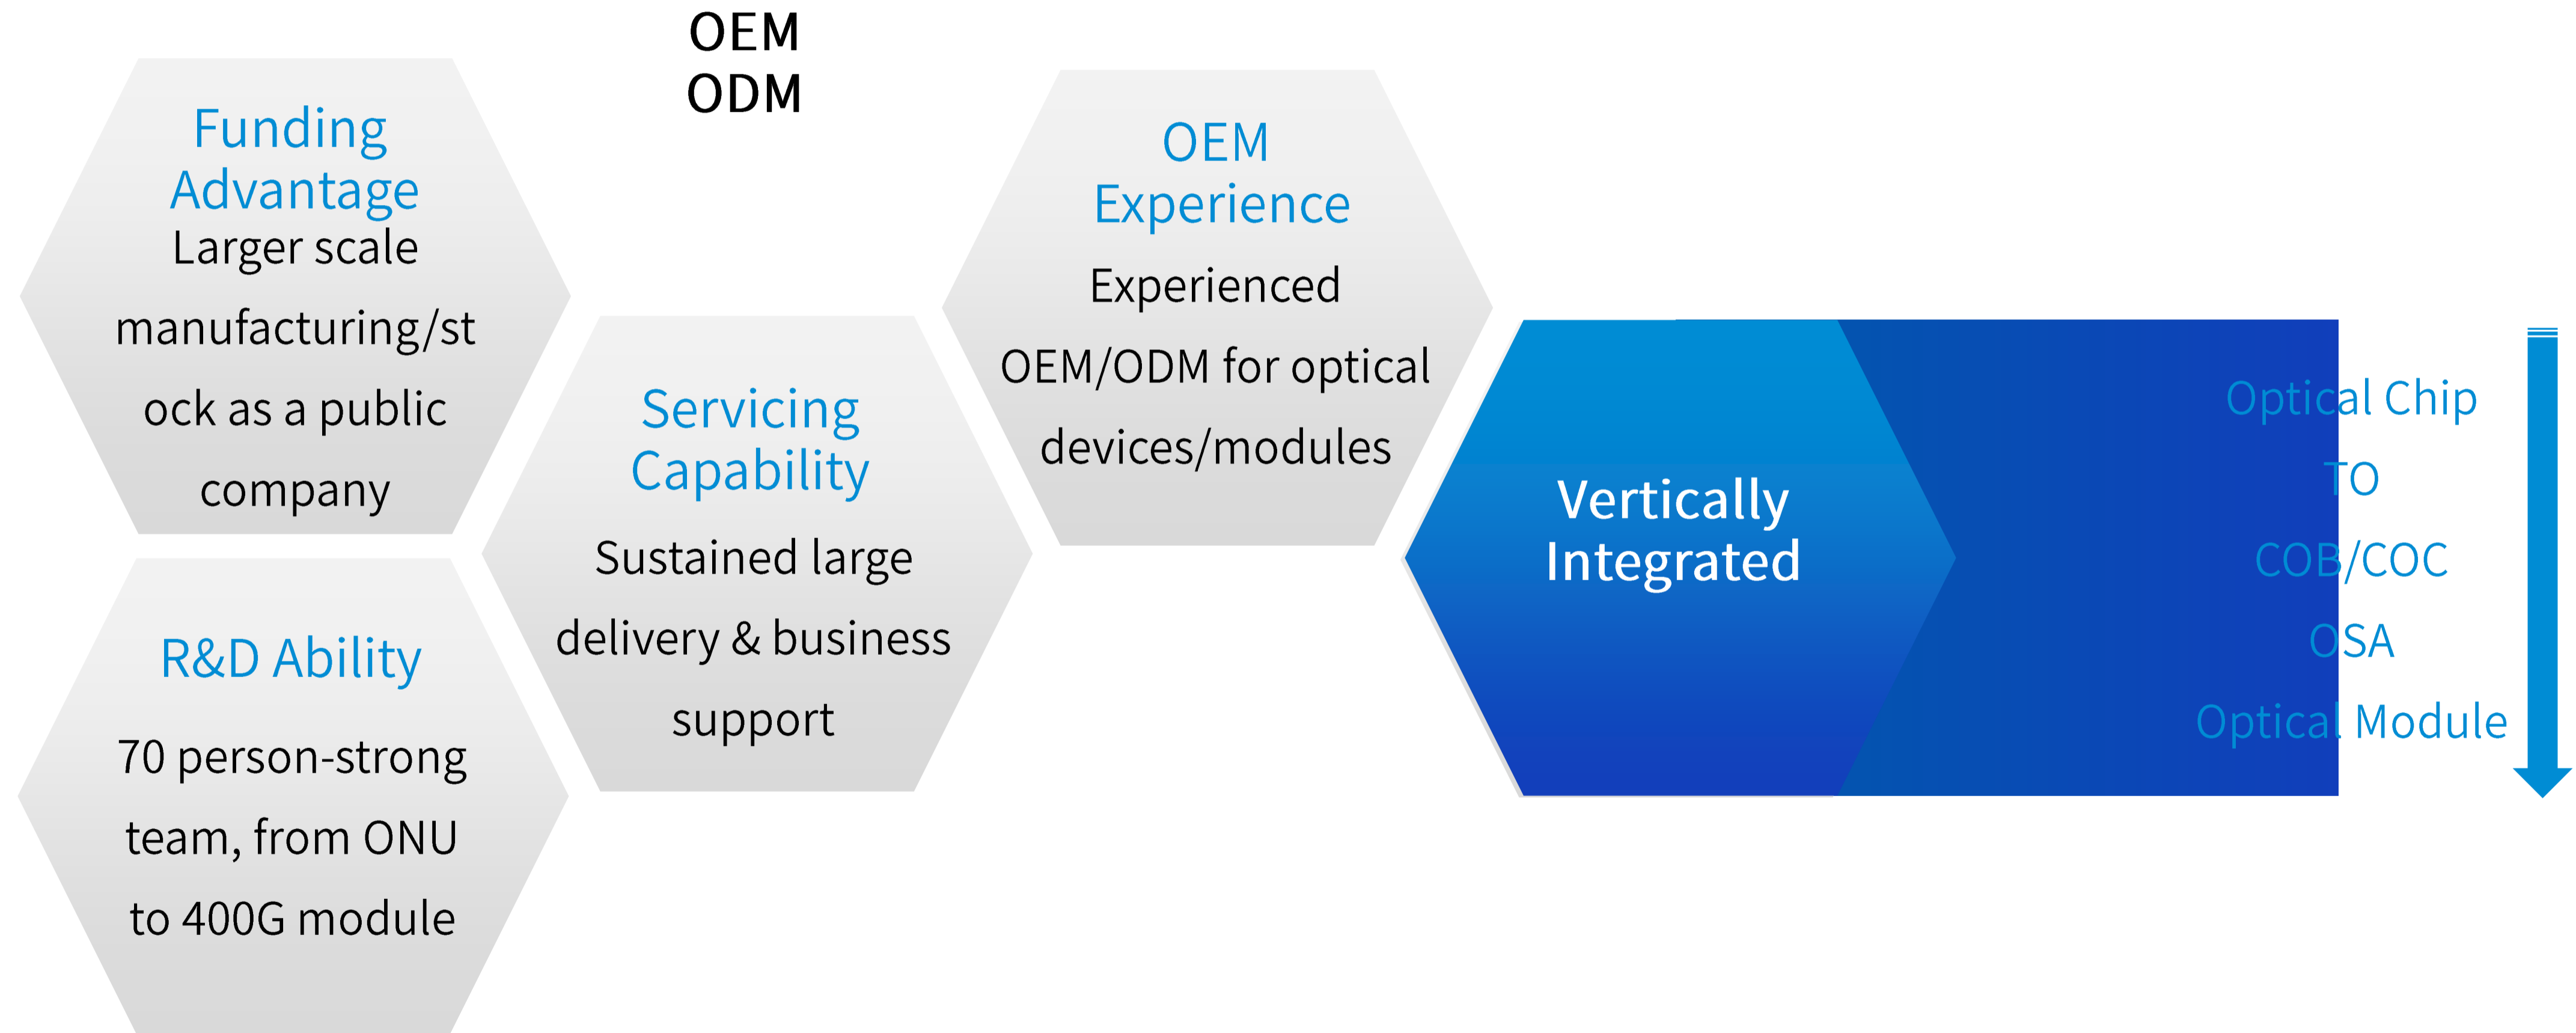 OEM
ODM
Funding
Advantage
Larger scale
manufacturing/st
ock as a public
company
R&D Ability
70 person-strong
team, from ONU
to 400G module
Servicing
Capability
Sustained large
delivery & business
support
OEM
Experience
Experienced
OEM/ODM for optical
devices/modules
Vertically
Integrated
Optical Chip
TO
COB/COC
OSA
Optical Module